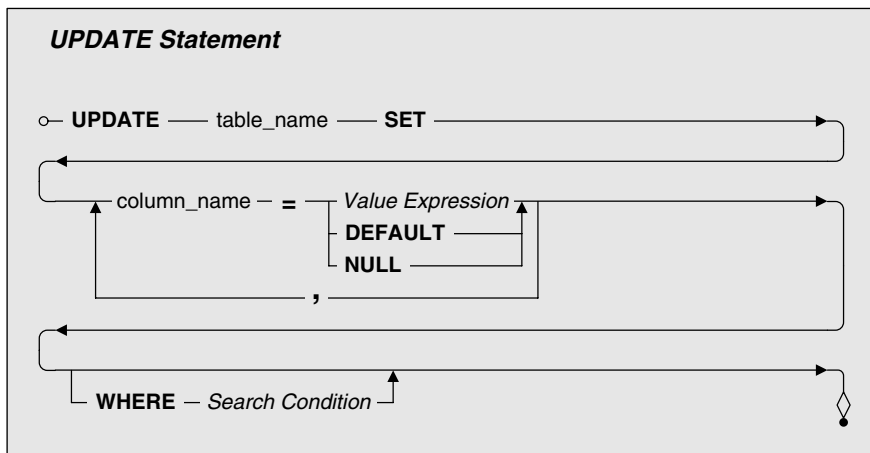 UPDATE Statement
UPDATE table_name SET
column_name = Value Expression
DEFAULT
NULL
,
WHERE Search Condition